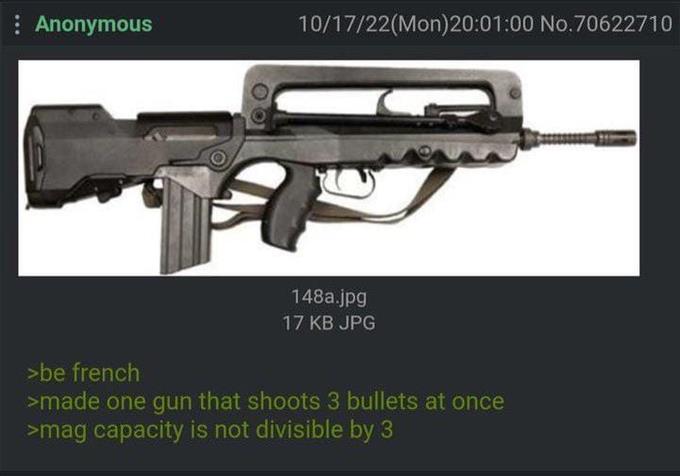 Anonymous 10/17/22(Mon)20:01:00 No.70622710
148a.jpg
17 KB JPG
>be french
>made one gun that shoots 3 bullets at once
>mag capacity is not divisible by 3